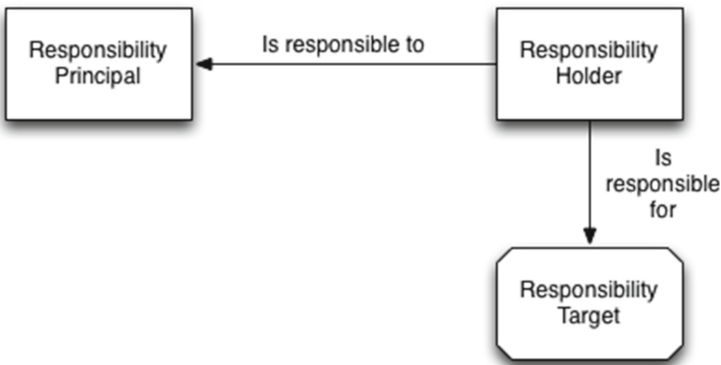 Responsibility
Principal
Is responsible to
Responsibility
Holder
Is
responsible
for
Responsibility
Target